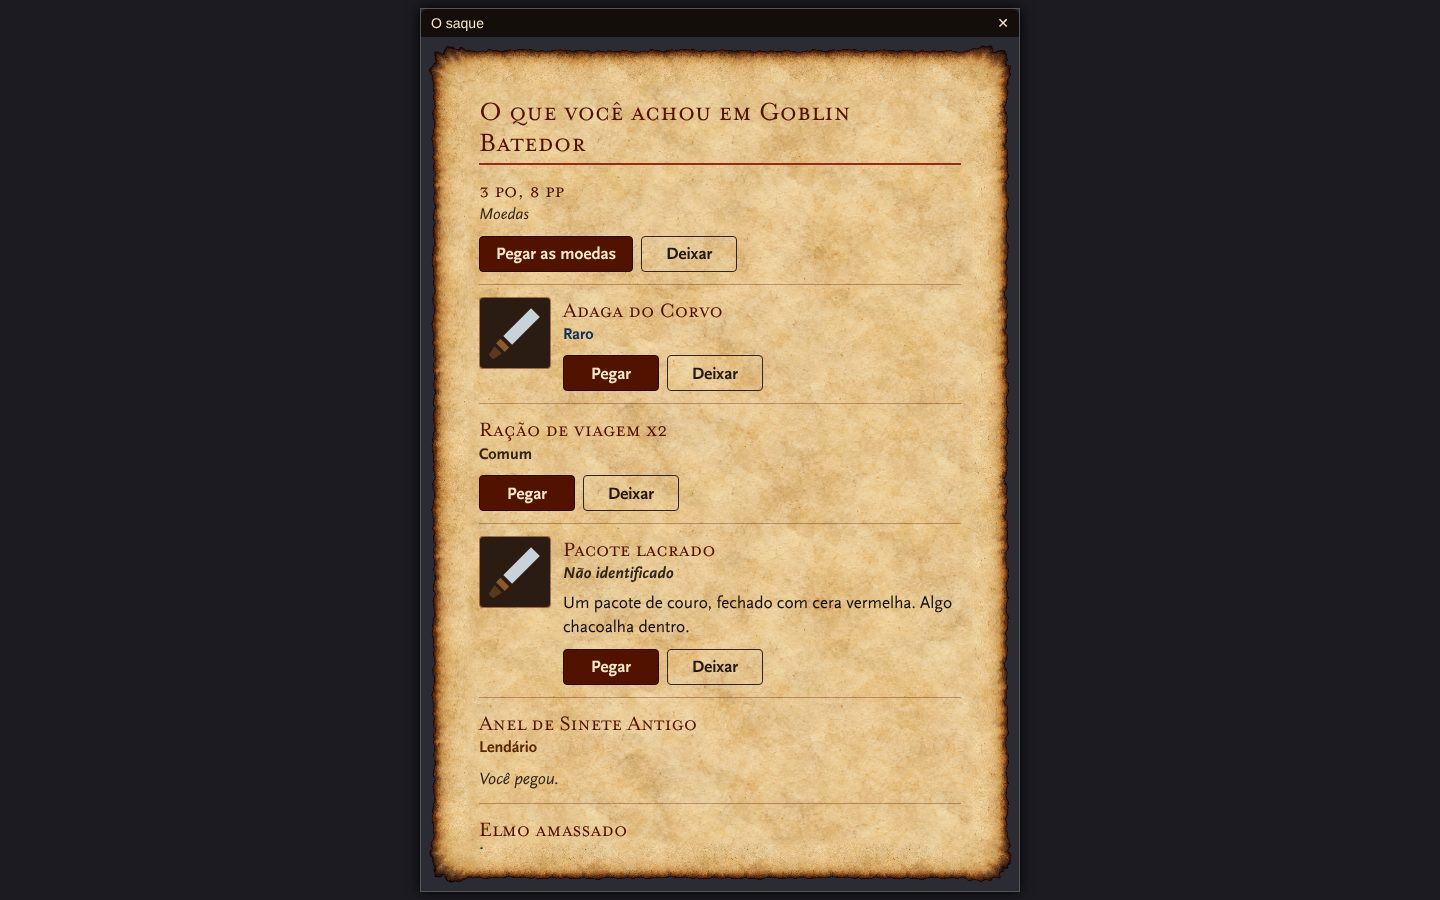 O saque
O que você achou em Goblin
Batedor
3 po, 8 pp
Moedas
Pegar as moedas
Deixar
Adaga do Corvo
Raro
Pegar
Deixar
Ração de viagem x2
Comum
Pegar
Deixar
Pacote lacrado
Não identificado
Um pacote de couro, fechado com cera vermelha. Algo
chacoalha dentro.
Pegar
Deixar
Anel de Sinete Antigo
Lendário
Você pegou.
Elmo amassado